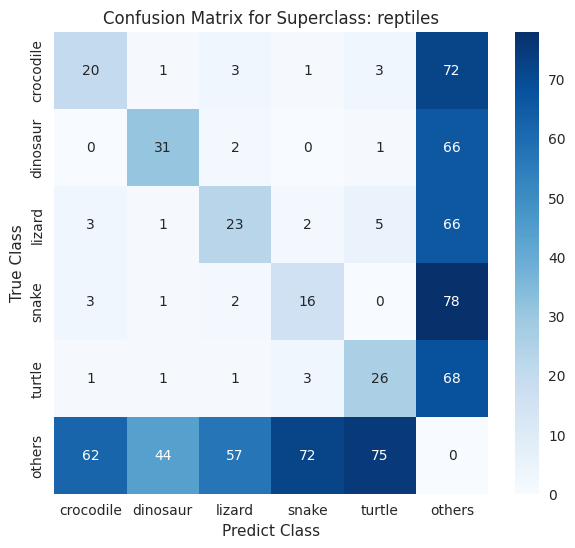 Confusion Matrix for Superclass: reptiles
True Class
crocodile 20 1 3 1 3 72
dinosaur 0 31 2 0 1 66
lizard 3 1 23 2 5 66
snake 3 1 2 16 0 78
turtle 1 1 1 3 26 68
others 62 44 57 72 75 0
crocodile dinosaur lizard snake turtle others
Predict Class
70
60
50
40
30
20
10
0